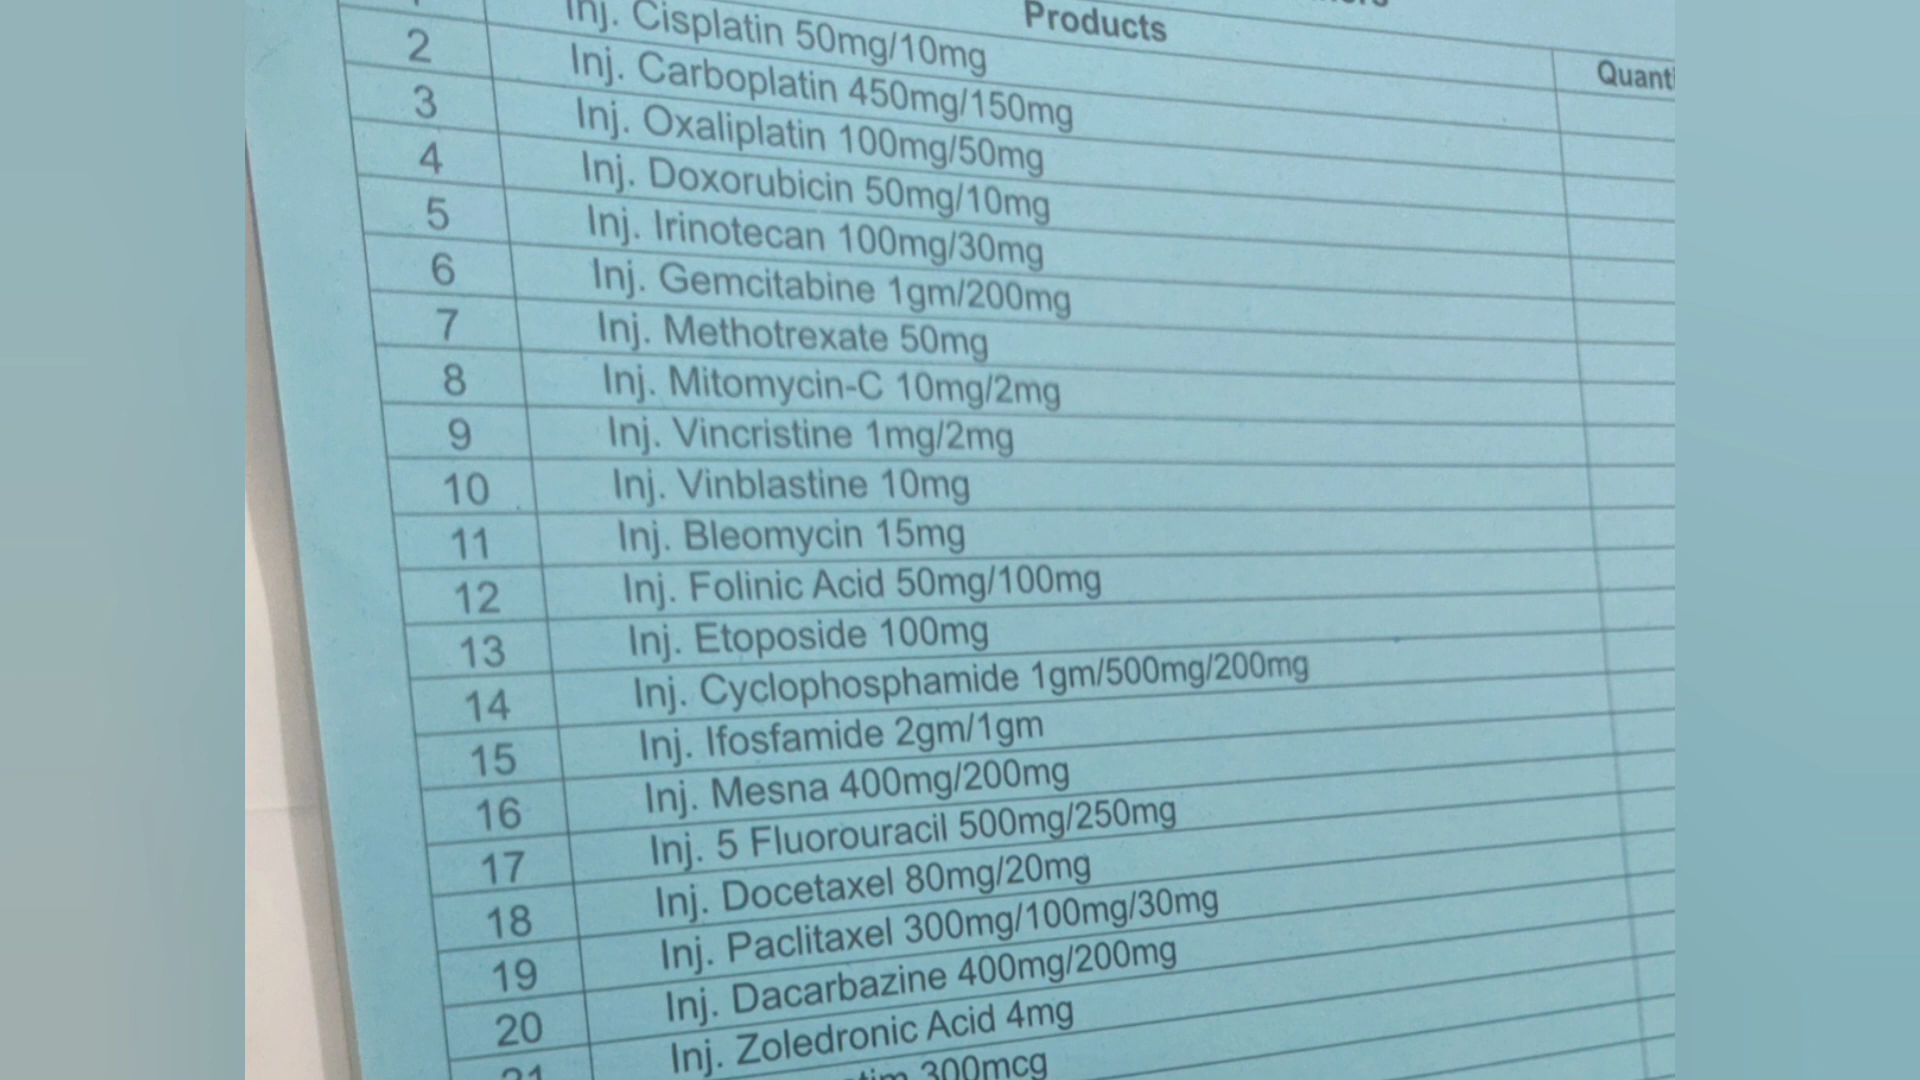 Products
1 Inj. Cisplatin 50mg/10mg
2 Inj. Carboplatin 450mg/150mg
3 Inj. Oxaliplatin 100mg/50mg
4 Inj. Doxorubicin 50mg/10mg
5 Inj. Irinotecan 100mg/30mg
6 Inj. Gemcitabine 1gm/200mg
7 Inj. Methotrexate 50mg
8 Inj. Mitomycin-C 10mg/2mg
9 Inj. Vincristine 1mg/2mg
10 Inj. Vinblastine 10mg
11 Inj. Bleomycin 15mg
12 Inj. Folinic Acid 50mg/100mg
13 Inj. Etoposide 100mg
14 Inj. Cyclophosphamide 1gm/500mg/200mg
15 Inj. Ifosfamide 2gm/1gm
16 Inj. Mesna 400mg/200mg
17 Inj. 5 Fluorouracil 500mg/250mg
18 Inj. Docetaxel 80mg/20mg
19 Inj. Paclitaxel 300mg/100mg/30mg
20 Inj. Dacarbazine 400mg/200mg
21 Inj. Zoledronic Acid 4mg
300mcg